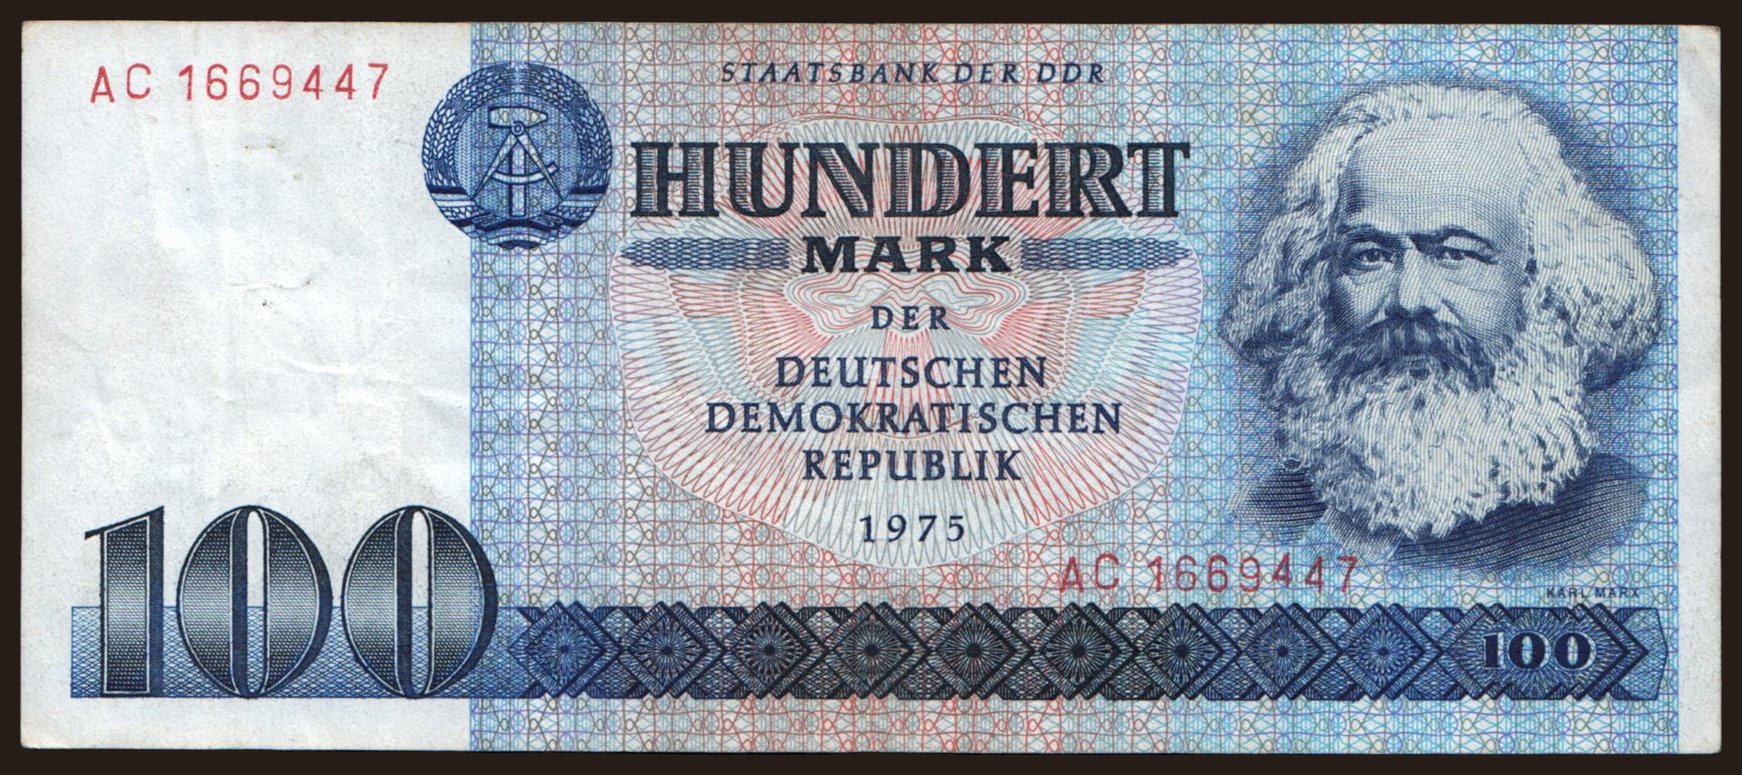 AC 1669447
STAATSBANK DER DDR
HUNDERT
MARK
DER
DEUTSCHEN
DEMOKRATISCHEN
REPUBLIK
1975
AC 1669447
KARL MARX
100
100